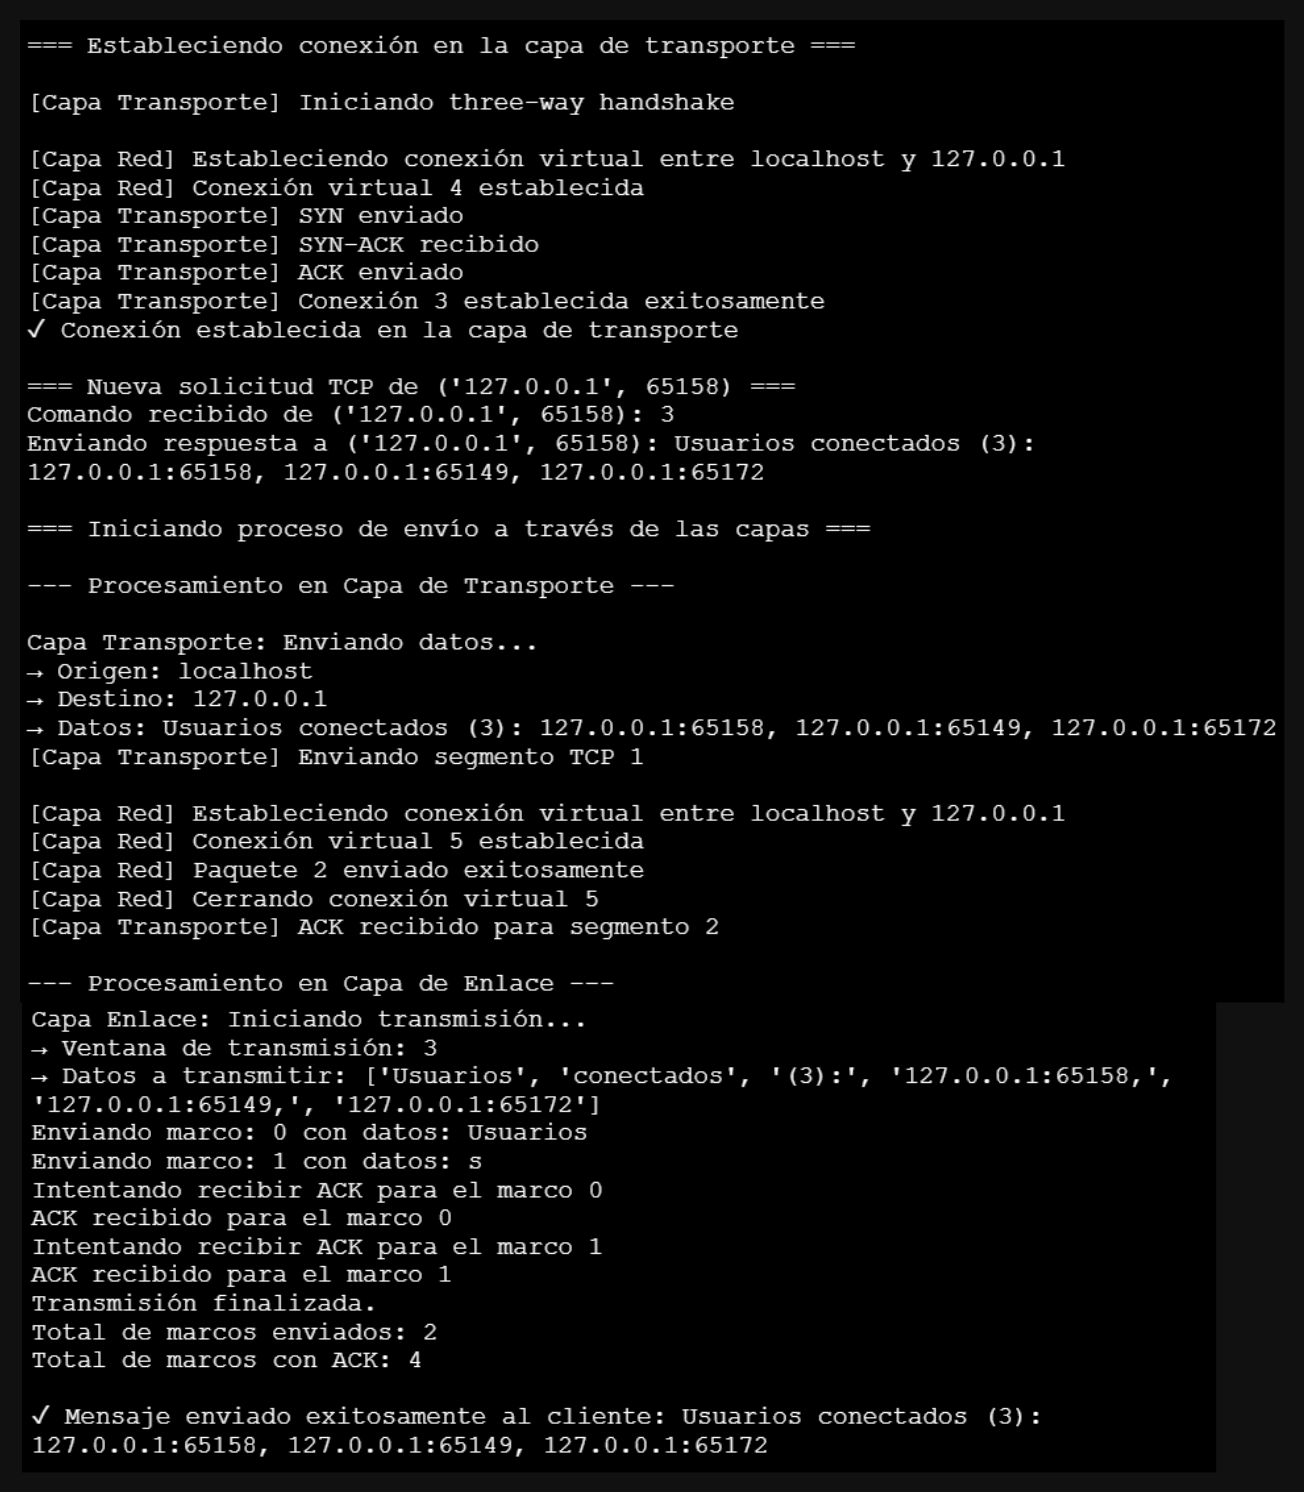 === Estableciendo conexión en la capa de transporte ===
[Capa Transporte] Iniciando three-way handshake
[Capa Red] Estableciendo conexión virtual entre localhost y 127.0.0.1
[Capa Red] Conexión virtual 4 establecida
[Capa Transporte] SYN enviado
[Capa Transporte] SYN-ACK recibido
[Capa Transporte] ACK enviado
[Capa Transporte] Conexión 3 establecida exitosamente
✓ Conexión establecida en la capa de transporte
=== Nueva solicitud TCP de ('127.0.0.1', 65158) ===
Comando recibido de ('127.0.0.1', 65158): 3
Enviando respuesta a ('127.0.0.1', 65158): Usuarios conectados (3):
127.0.0.1:65158, 127.0.0.1:65149, 127.0.0.1:65172
=== Iniciando proceso de envío a través de las capas ===
--- Procesamiento en Capa de Transporte ---
Capa Transporte: Enviando datos...
→ Origen: localhost
→ Destino: 127.0.0.1
→ Datos: Usuarios conectados (3): 127.0.0.1:65158, 127.0.0.1:65149, 127.0.0.1:65172
[Capa Transporte] Enviando segmento TCP 1
[Capa Red] Estableciendo conexión virtual entre localhost y 127.0.0.1
[Capa Red] Conexión virtual 5 establecida
[Capa Red] Paquete 2 enviado exitosamente
[Capa Red] Cerrando conexión virtual 5
[Capa Transporte] ACK recibido para segmento 2
--- Procesamiento en Capa de Enlace ---
Capa Enlace: Iniciando transmisión...
→ Ventana de transmisión: 3
→ Datos a transmitir: ['Usuarios', 'conectados', '(3):', '127.0.0.1:65158,',
'127.0.0.1:65149,', '127.0.0.1:65172']
Enviando marco: 0 con datos: Usuarios
Enviando marco: 1 con datos: s
Intentando recibir ACK para el marco 0
ACK recibido para el marco 0
Intentando recibir ACK para el marco 1
ACK recibido para el marco 1
Transmisión finalizada.
Total de marcos enviados: 2
Total de marcos con ACK: 4
✓ Mensaje enviado exitosamente al cliente: Usuarios conectados (3):
127.0.0.1:65158, 127.0.0.1:65149, 127.0.0.1:65172